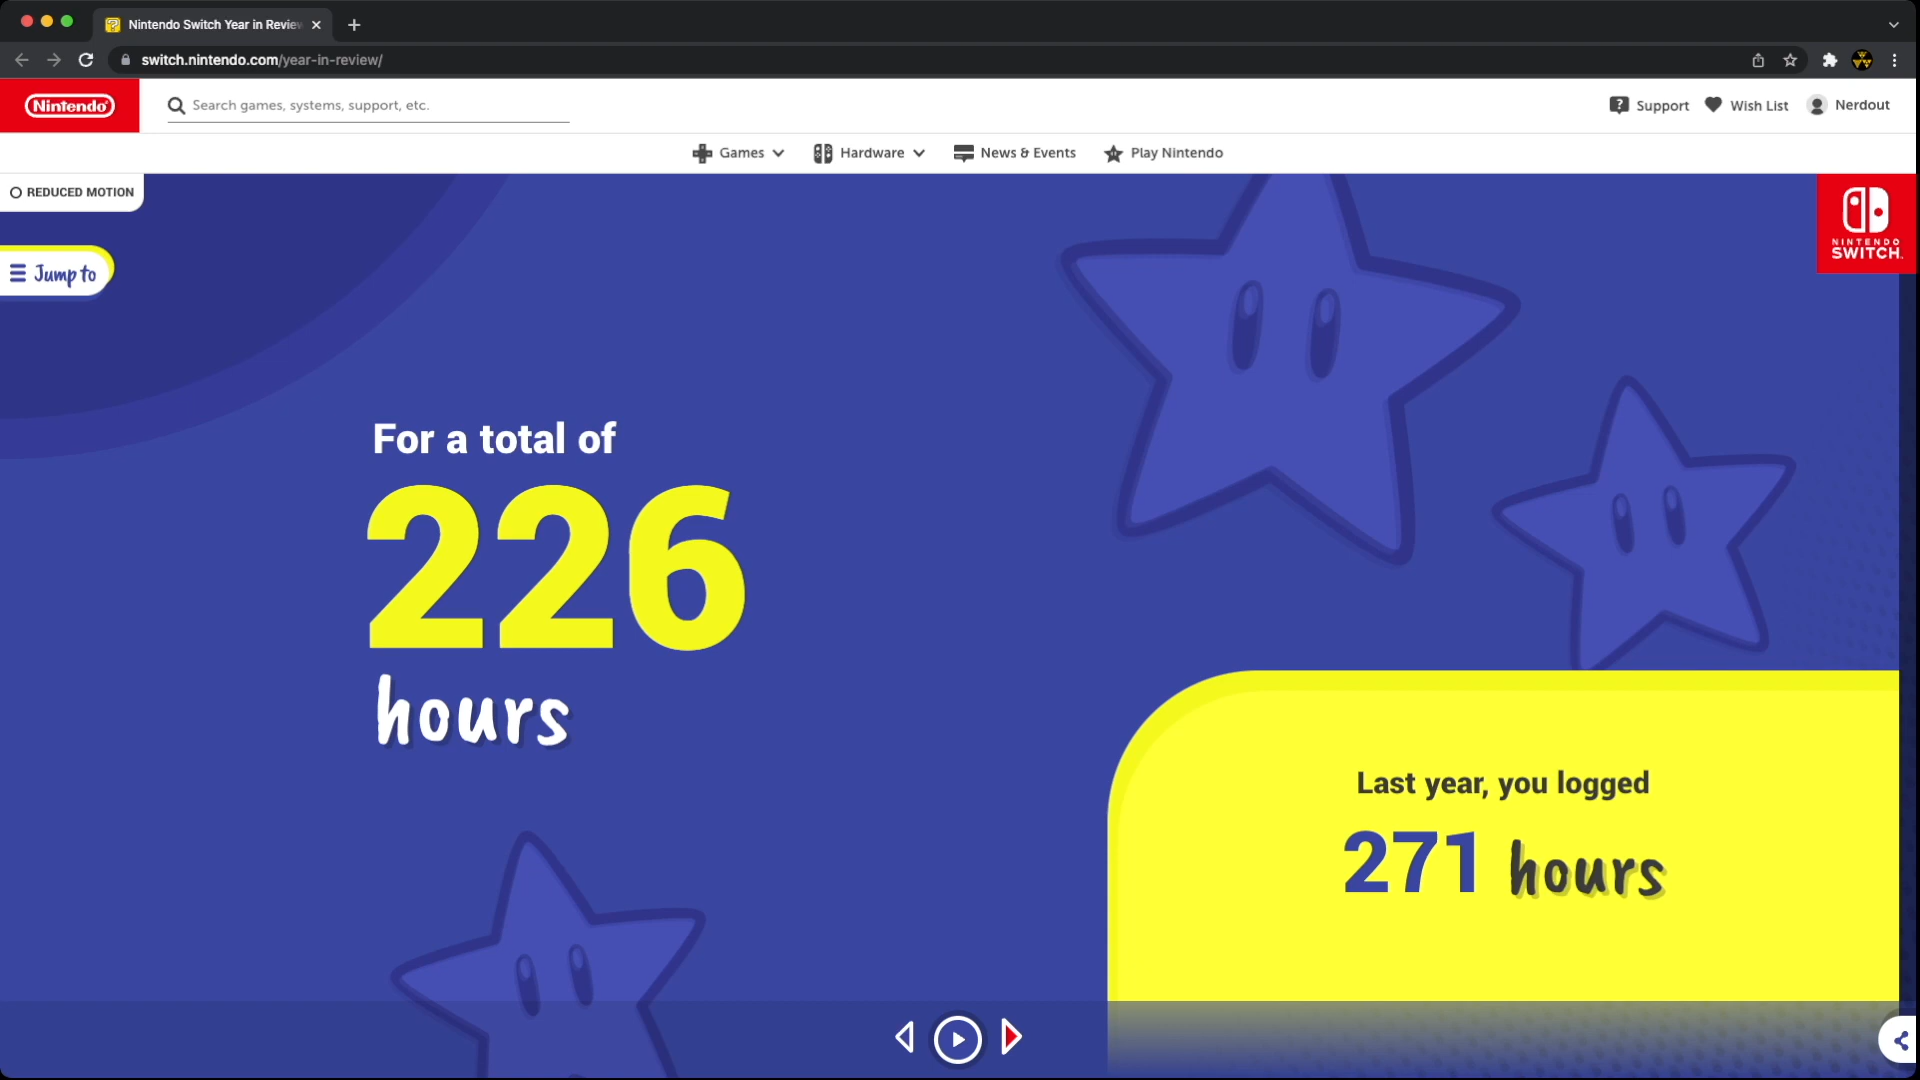 Nintendo Switch Year in Review
switch.nintendo.com/year-in-review/
Nintendo
Search games, systems, support, etc.
Support
Wish List
Nerdout
Games
Hardware
News & Events
Play Nintendo
REDUCED MOTION
NINTENDO
SWITCH.
Jump to
For a total of
226
hours
Last year, you logged
271 hours